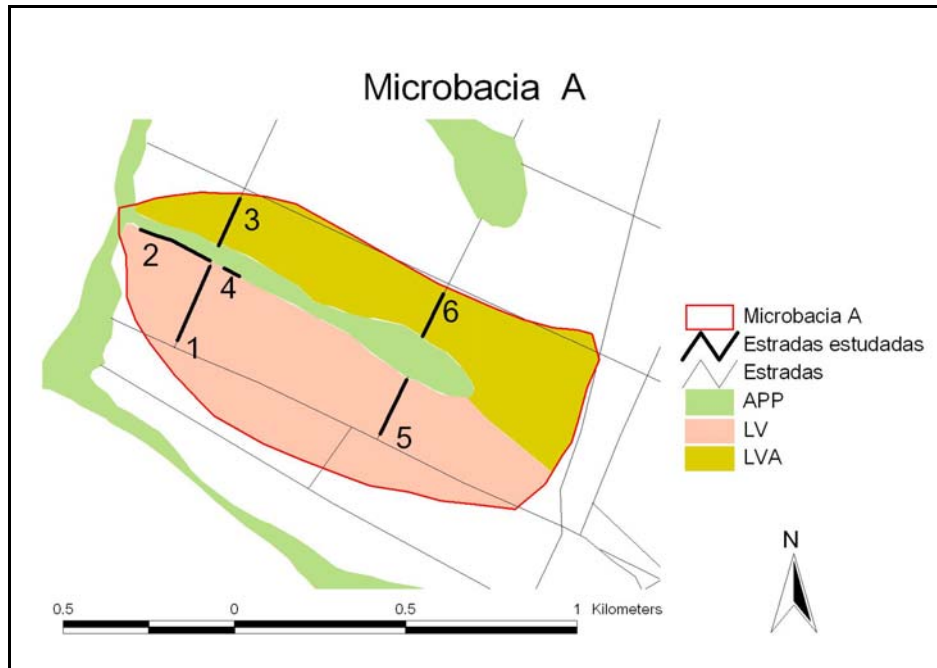 Microbacia A
3
2
4
6
1
5
Microbacia A
Estradas estudadas
Estradas
APP
LV
LVA
N
0.5 0 0.5 1 Kilometers